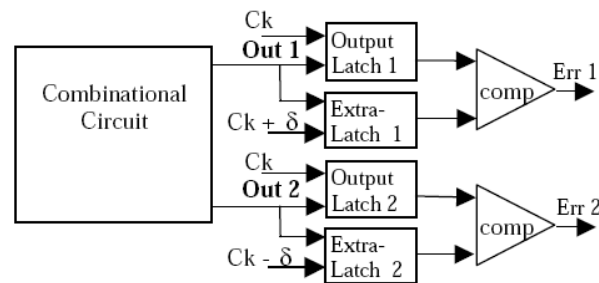 Combinational
Circuit
Ck
Out 1
Ck + δ
Output
Latch 1
Extra-
Latch 1
comp
Err 1
Ck
Out 2
Ck - δ
Output
Latch 2
Extra-
Latch 2
comp
Err 2